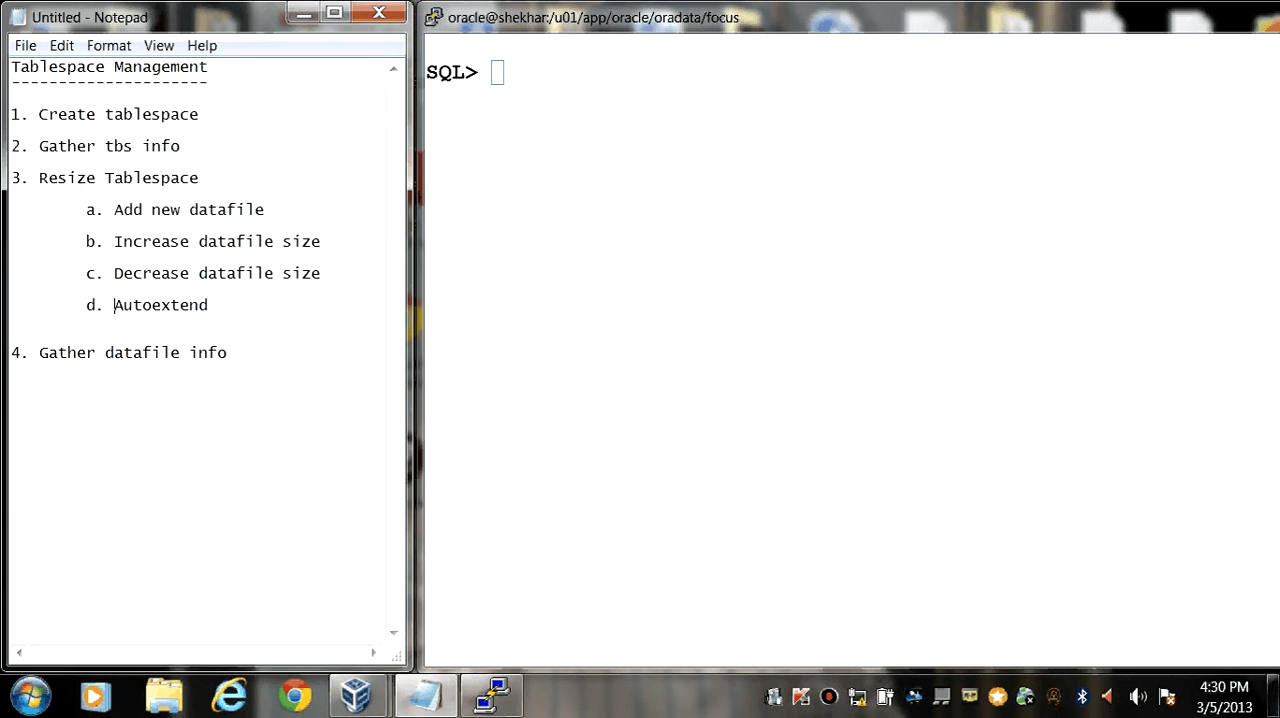 Untitled - Notepad
File Edit Format View Help
Tablespace Management
---------------------
1. Create tablespace
2. Gather tbs info
3. Resize Tablespace
a. Add new datafile
b. Increase datafile size
c. Decrease datafile size
d. Autoextend
4. Gather datafile info
oracle@shekhar:/u01/app/oracle/oradata/focus
SQL>
4:30 PM
3/5/2013